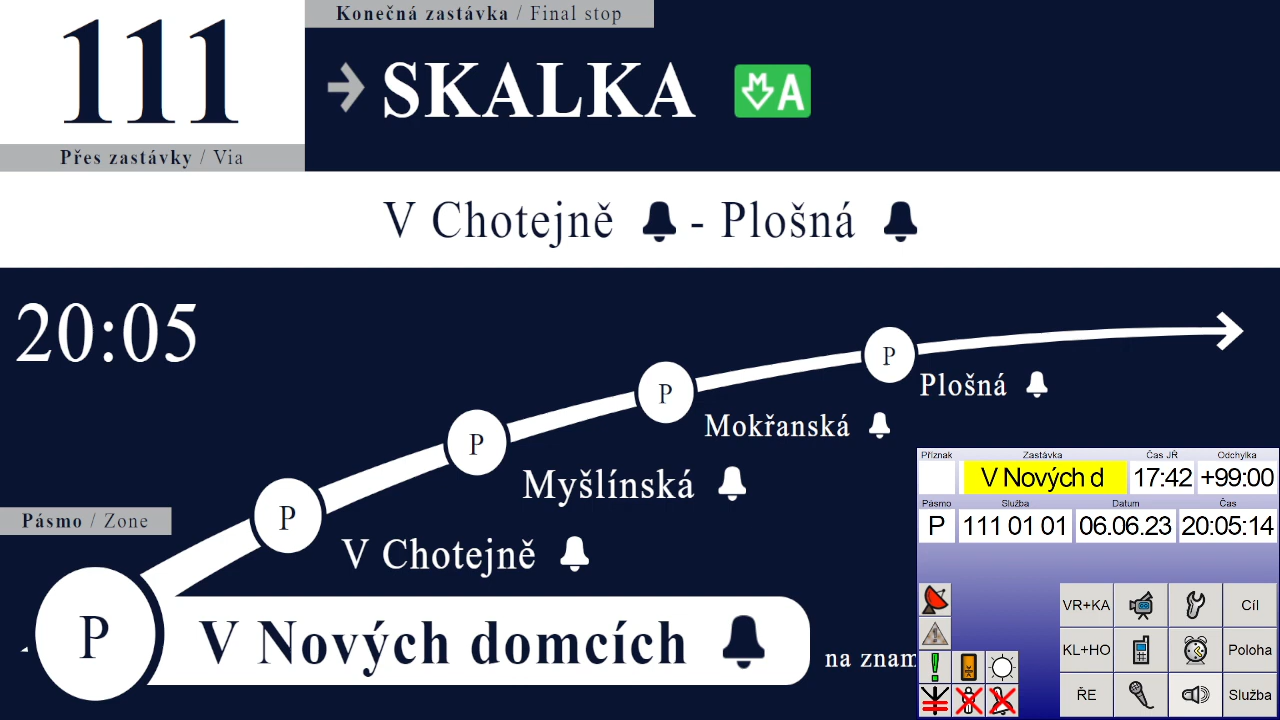 111
Konečná zastávka / Final stop
SKALKA M A
Přes zastávky / Via
V Chotejně - Plošná
20:05
P Plošná
P Mokřanská
P Myšlínská
P V Chotejně
Pásmo / Zone
P V Nových domcích
na znam
Příznak Zastávka Čas JŘ Odchylka
V Nových d 17:42 +99:00
Pásmo Služba Datum Čas
P 111 01 01 06.06.23 20:05:14
VR+KA Cíl
KL+HO Poloha
ŘE Služba